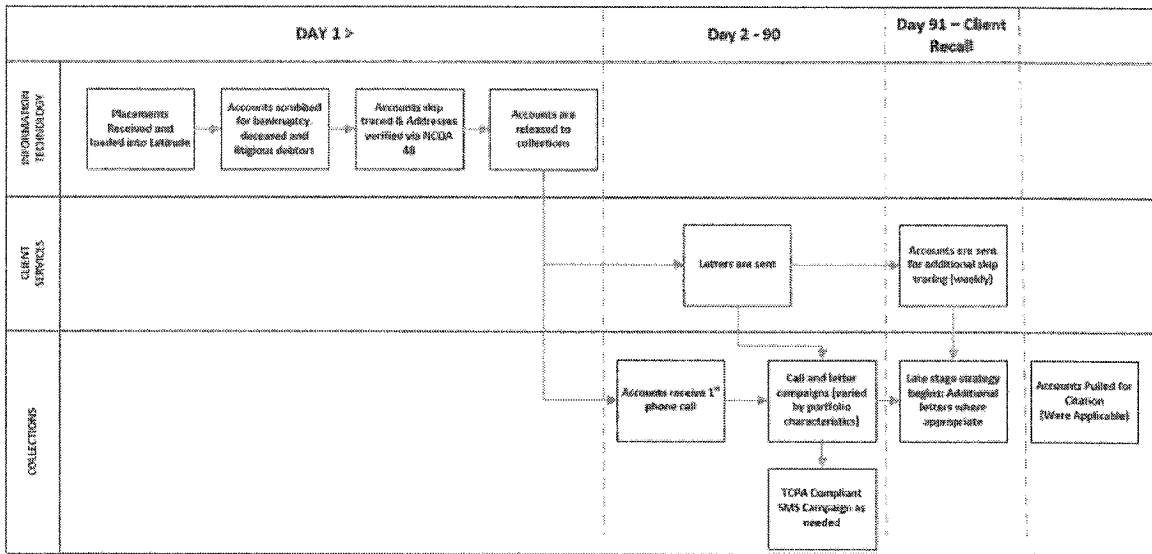 DAY 1 >
Day 2 - 90
Day 91 – Client
Recall
INFORMATION
TECHNOLOGY
Placements
Received and
loaded into Latitude
Accounts scrubbed
for bankruptcy,
deceased and
litigious debtors
Accounts skip
traced & Addresses
verified via NCOA
48
Accounts are
released to
collections
CLIENT
SERVICES
Letters are sent
Accounts are sent
for additional skip
tracing (weekly)
COLLECTIONS
Accounts receive 1st
phone call
Call and letter
campaigns (varied
by portfolio
characteristics)
Late stage strategy
begins: Additional
letters where
appropriate
Accounts Pulled for
Citation
(Were Applicable)
TCPA Compliant
SMS Campaign as
needed